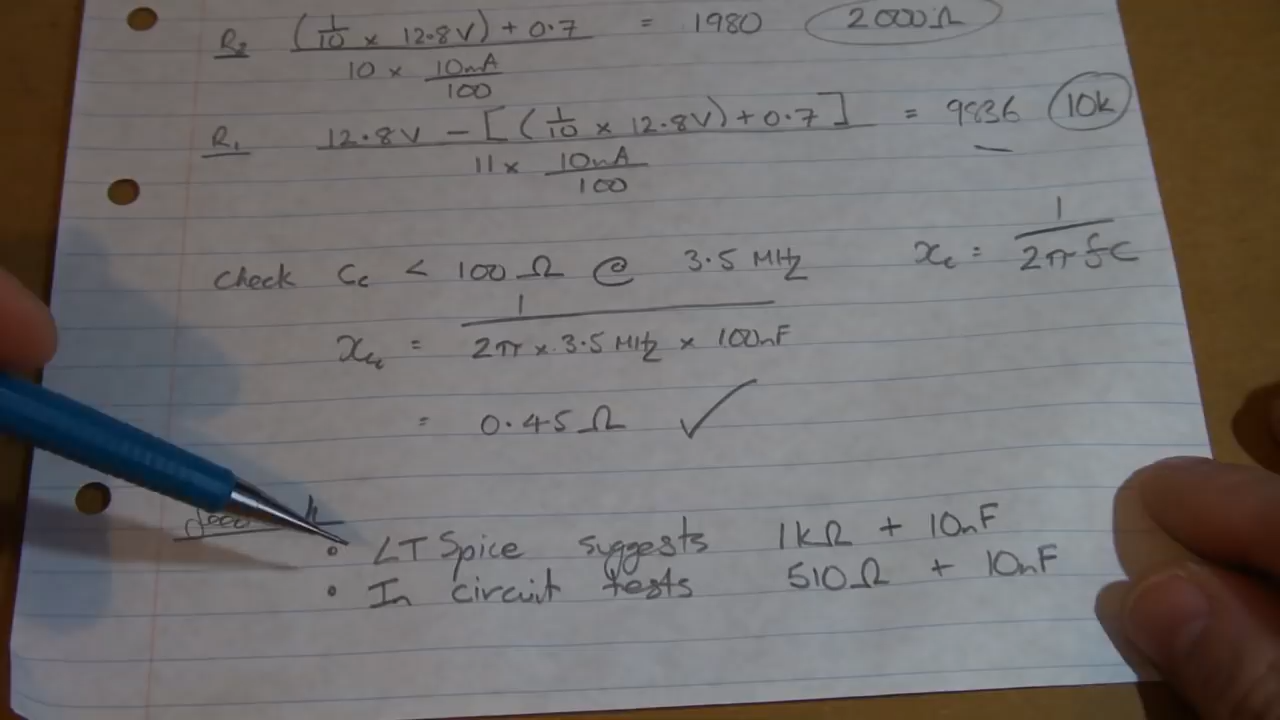 R2 (1/10 x 12.8V) + 0.7 / 10 x 10mA/100 = 1980 2000Ω
R1 12.8V - [(1/10 x 12.8V) + 0.7] / 11 x 10mA/100 = 9836 10k
Check Cc < 100Ω @ 3.5 MHz xc = 1 / 2πfC
xc = 1 / 2π x 3.5 MHz x 100nF
= 0.45Ω ✓
• LT Spice suggests 1kΩ + 10nF
• In circuit tests 510Ω + 10nF